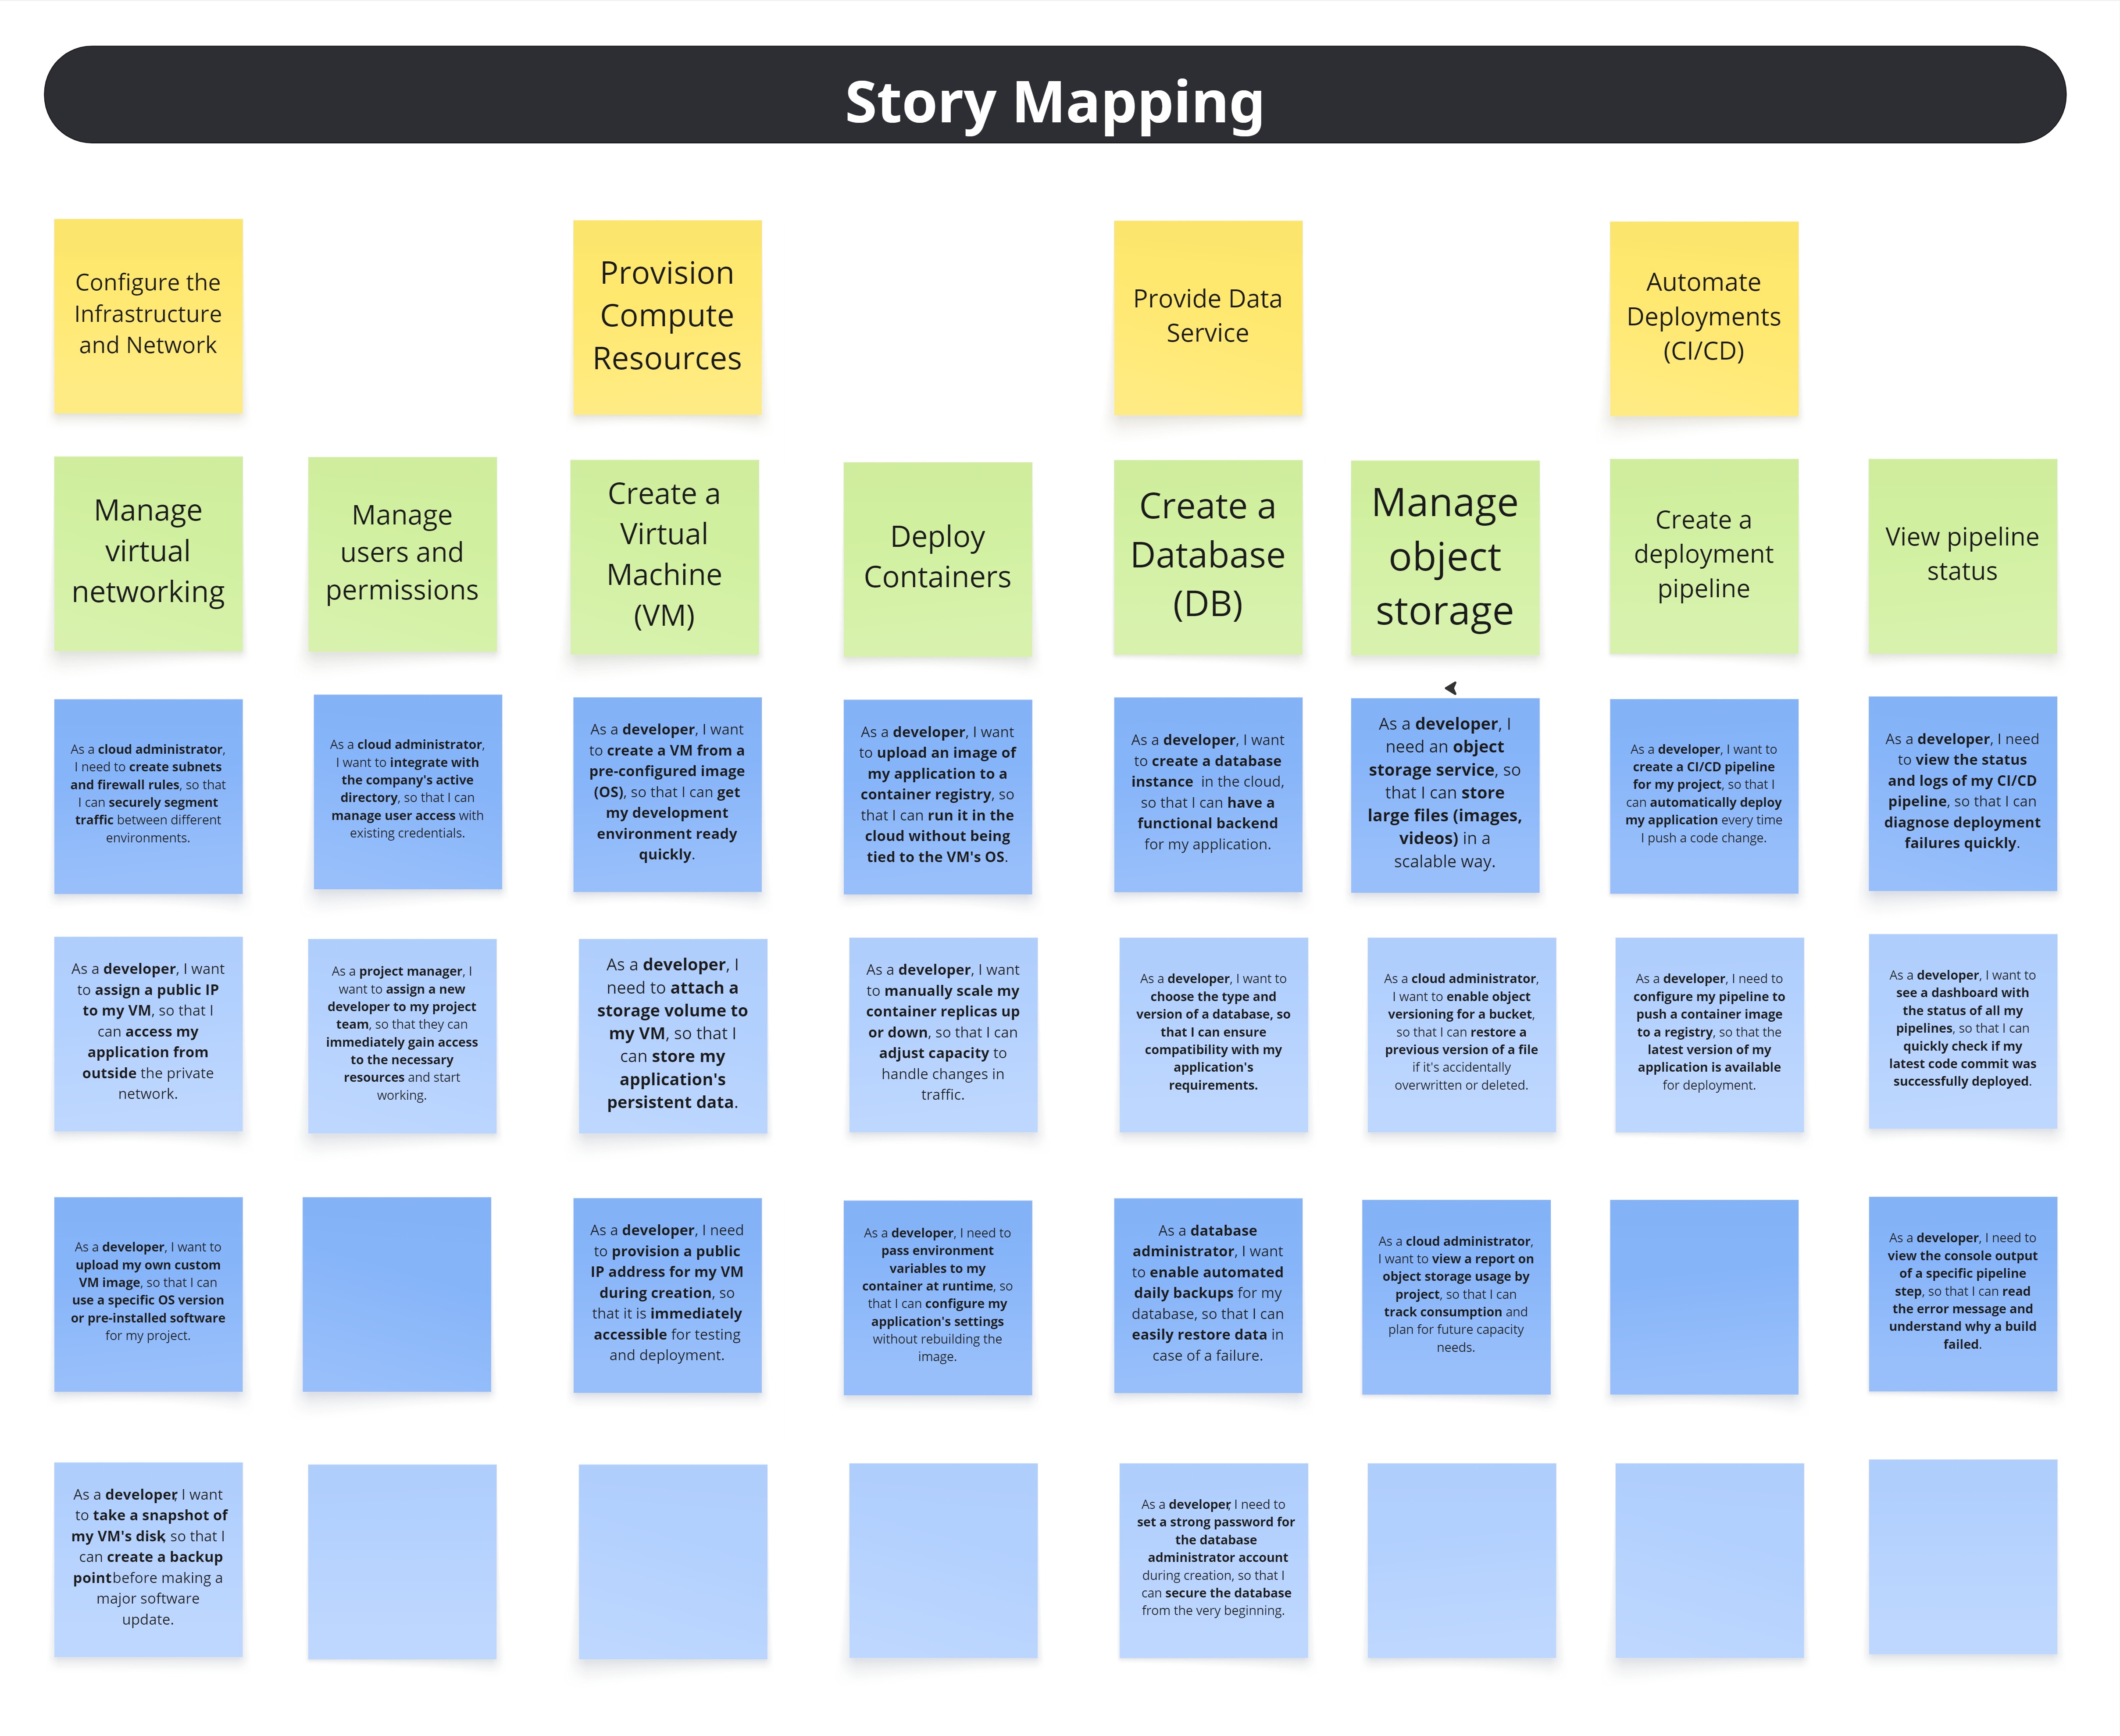 Story Mapping
Configure the
Infrastructure
and Network
Provision
Compute
Resources
Provide Data
Service
Automate
Deployments
(CI/CD)
Manage
virtual
networking
Manage
users and
permissions
Create a
Virtual
Machine
(VM)
Deploy
Containers
Create a
Database
(DB)
Manage
object
storage
Create a
deployment
pipeline
View pipeline
status
As a cloud administrator,
I need to create subnets
and firewall rules, so that
I can securely segment
traffic between different
environments.
As a cloud administrator,
I want to integrate with
the company's active
directory, so that I can
manage user access with
existing credentials.
As a developer, I want
to create a VM from a
pre-configured image
(OS), so that I can get
my development
environment ready
quickly.
As a developer, I want
to upload an image of
my application to a
container registry, so
that I can run it in the
cloud without being
tied to the VM's OS.
As a developer, I want
to create a database
instance in the cloud,
so that I can have a
functional backend
for my application.
As a developer, I
need an object
storage service, so
that I can store
large files (images,
videos) in a
scalable way.
As a developer, I want to
create a CI/CD pipeline
for my project, so that I
can automatically deploy
my application every time
I push a code change.
As a developer, I need
to view the status
and logs of my CI/CD
pipeline, so that I can
diagnose deployment
failures quickly.
As a developer, I want
to assign a public IP
to my VM, so that I
can access my
application from
outside the private
network.
As a project manager, I
want to assign a new
developer to my project
team, so that they can
immediately gain access
to the necessary
resources and start
working.
As a developer, I
need to attach a
storage volume to
my VM, so that I
can store my
application's
persistent data.
As a developer, I want
to manually scale my
container replicas up
or down, so that I can
adjust capacity to
handle changes in
traffic.
As a developer, I want to
choose the type and
version of a database, so
that I can ensure
compatibility with my
application's
requirements.
As a cloud administrator,
I want to enable object
versioning for a bucket,
so that I can restore a
previous version of a file
if it's accidentally
overwritten or deleted.
As a developer, I need to
configure my pipeline to
push a container image
to a registry, so that the
latest version of my
application is available
for deployment.
As a developer, I want to
see a dashboard with
the status of all my
pipelines, so that I can
quickly check if my
latest code commit was
successfully deployed.
As a developer, I want to
upload my own custom
VM image, so that I can
use a specific OS version
or pre-installed software
for my project.
As a developer, I need
to provision a public
IP address for my VM
during creation, so
that it is immediately
accessible for testing
and deployment.
As a developer, I need to
pass environment
variables to my
container at runtime, so
that I can configure my
application's settings
without rebuilding the
image.
As a database
administrator, I want
to enable automated
daily backups for my
database, so that I can
easily restore data in
case of a failure.
As a cloud administrator,
I want to view a report on
object storage usage by
project, so that I can
track consumption and
plan for future capacity
needs.
As a developer, I need to
view the console output
of a specific pipeline
step, so that I can read
the error message and
understand why a build
failed.
As a developer, I want
to take a snapshot of
my VM's disk, so that I
can create a backup
point before making a
major software
update.
As a developer, I need to
set a strong password for
the database
administrator account
during creation, so that I
can secure the database
from the very beginning.